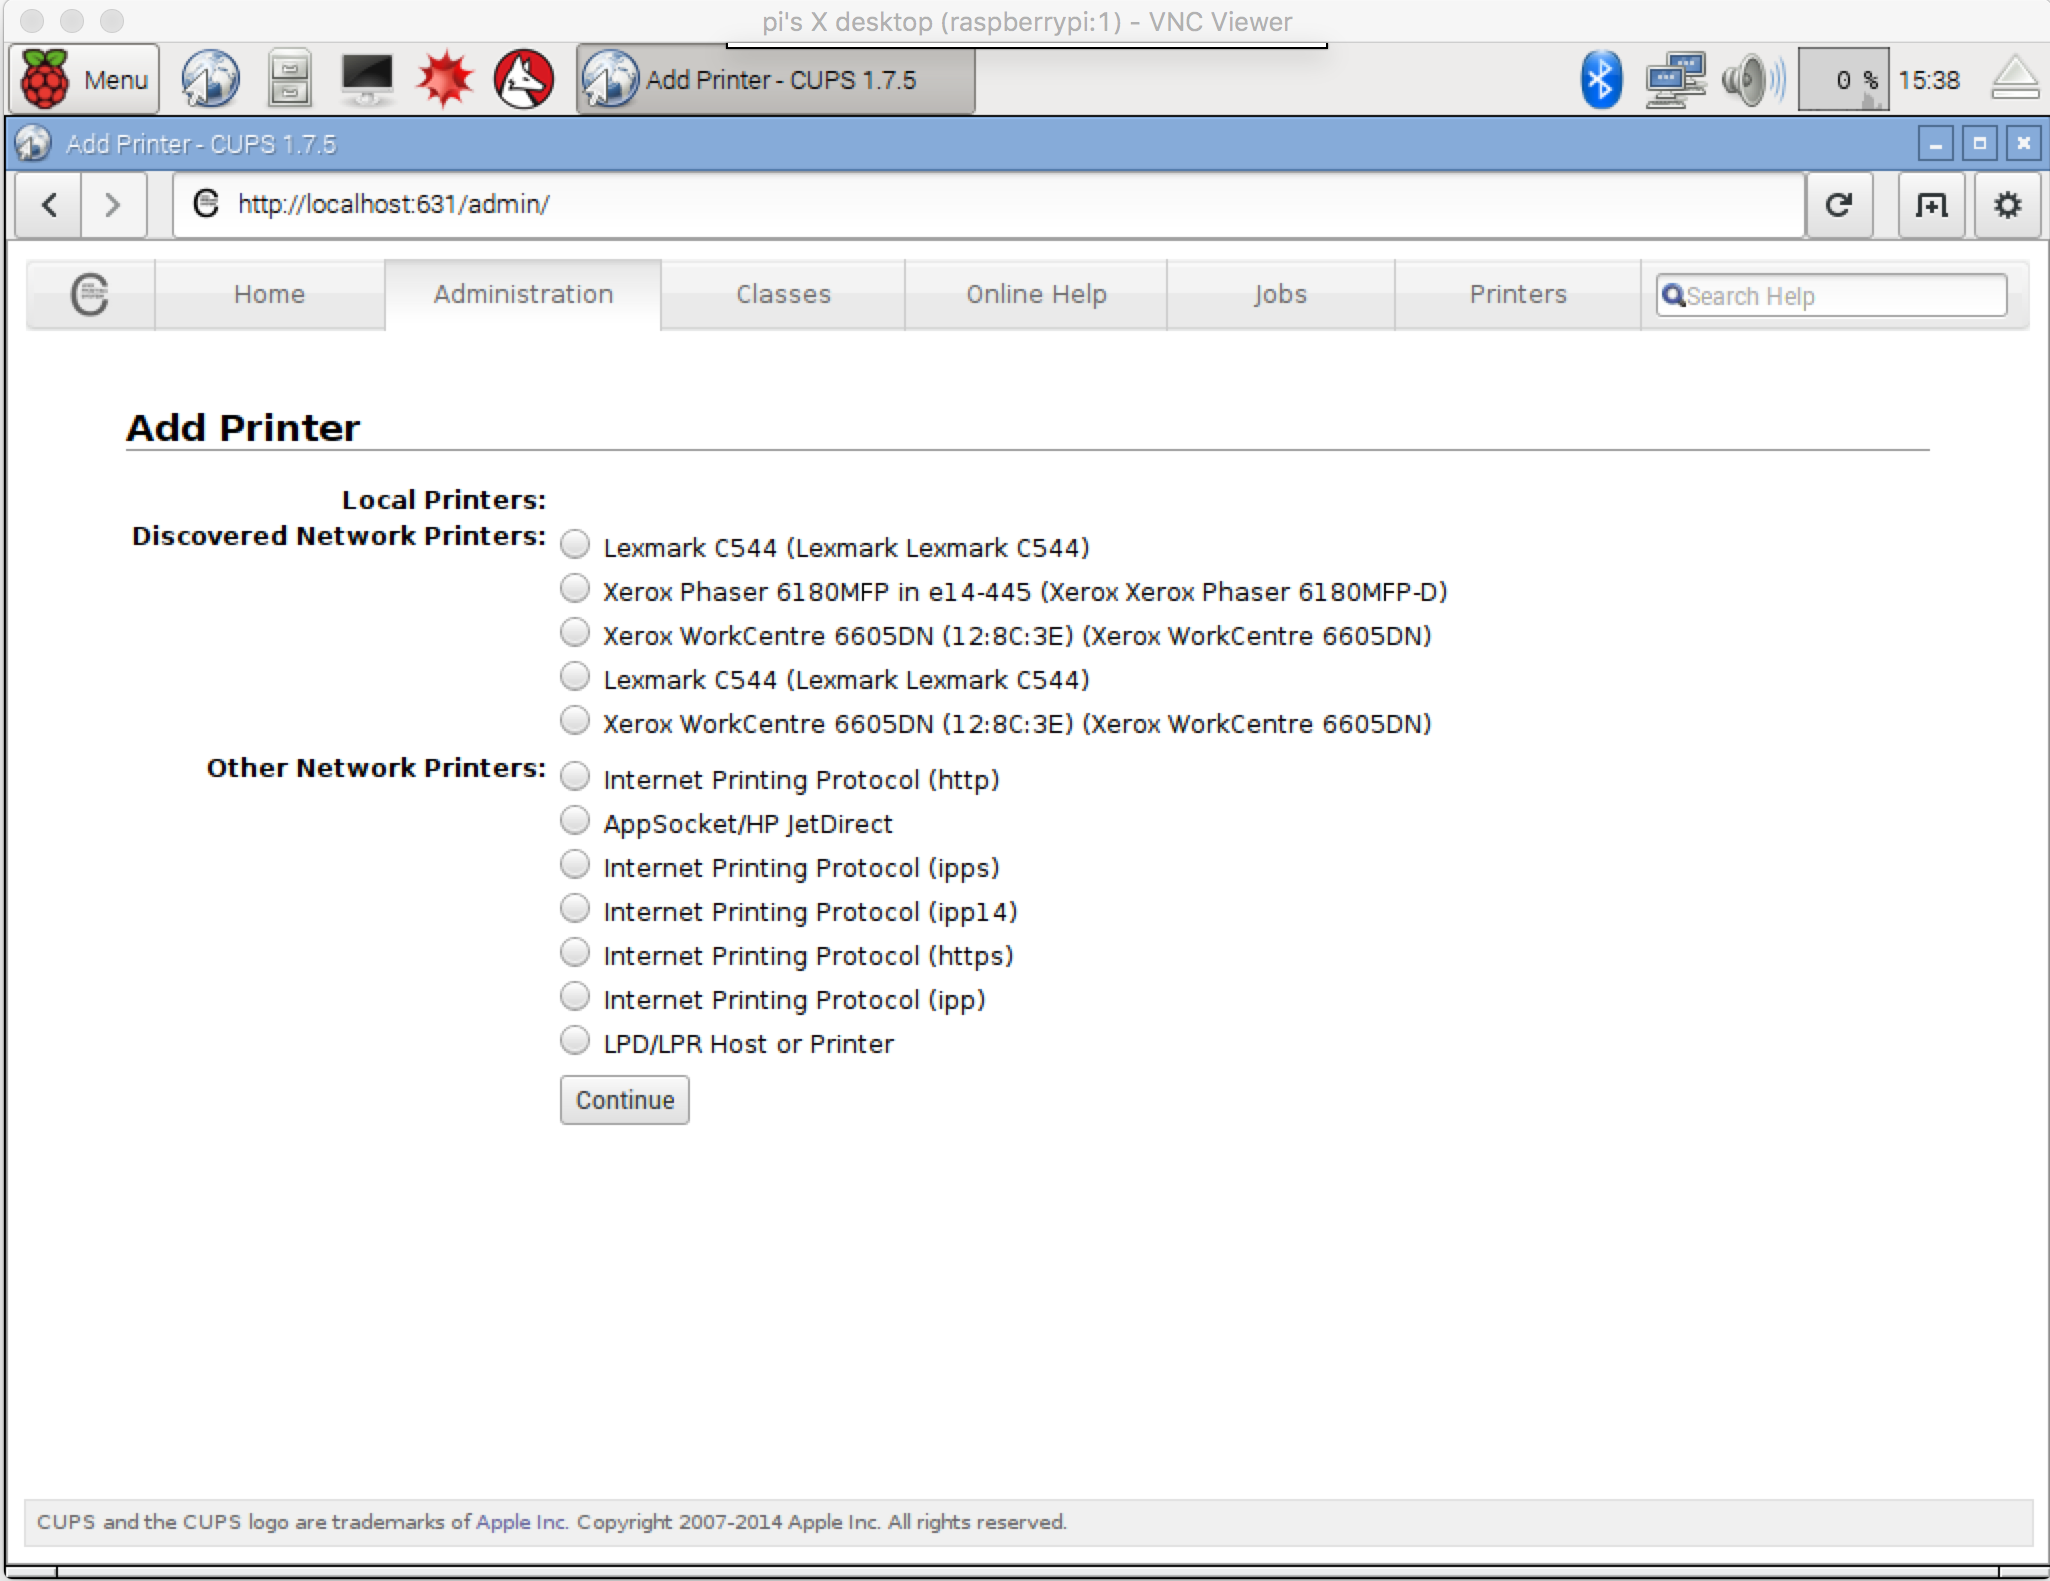 pi's X desktop (raspberrypi:1) - VNC Viewer
Menu
Add Printer - CUPS 1.7.5
0 %
15:38
Add Printer - CUPS 1.7.5
http://localhost:631/admin/
Home
Administration
Classes
Online Help
Jobs
Printers
Search Help
Add Printer
Local Printers:
Discovered Network Printers:
Lexmark C544 (Lexmark Lexmark C544)
Xerox Phaser 6180MFP in e14-445 (Xerox Xerox Phaser 6180MFP-D)
Xerox WorkCentre 6605DN (12:8C:3E) (Xerox WorkCentre 6605DN)
Lexmark C544 (Lexmark Lexmark C544)
Xerox WorkCentre 6605DN (12:8C:3E) (Xerox WorkCentre 6605DN)
Other Network Printers:
Internet Printing Protocol (http)
AppSocket/HP JetDirect
Internet Printing Protocol (ipps)
Internet Printing Protocol (ipp14)
Internet Printing Protocol (https)
Internet Printing Protocol (ipp)
LPD/LPR Host or Printer
Continue
CUPS and the CUPS logo are trademarks of Apple Inc. Copyright 2007-2014 Apple Inc. All rights reserved.